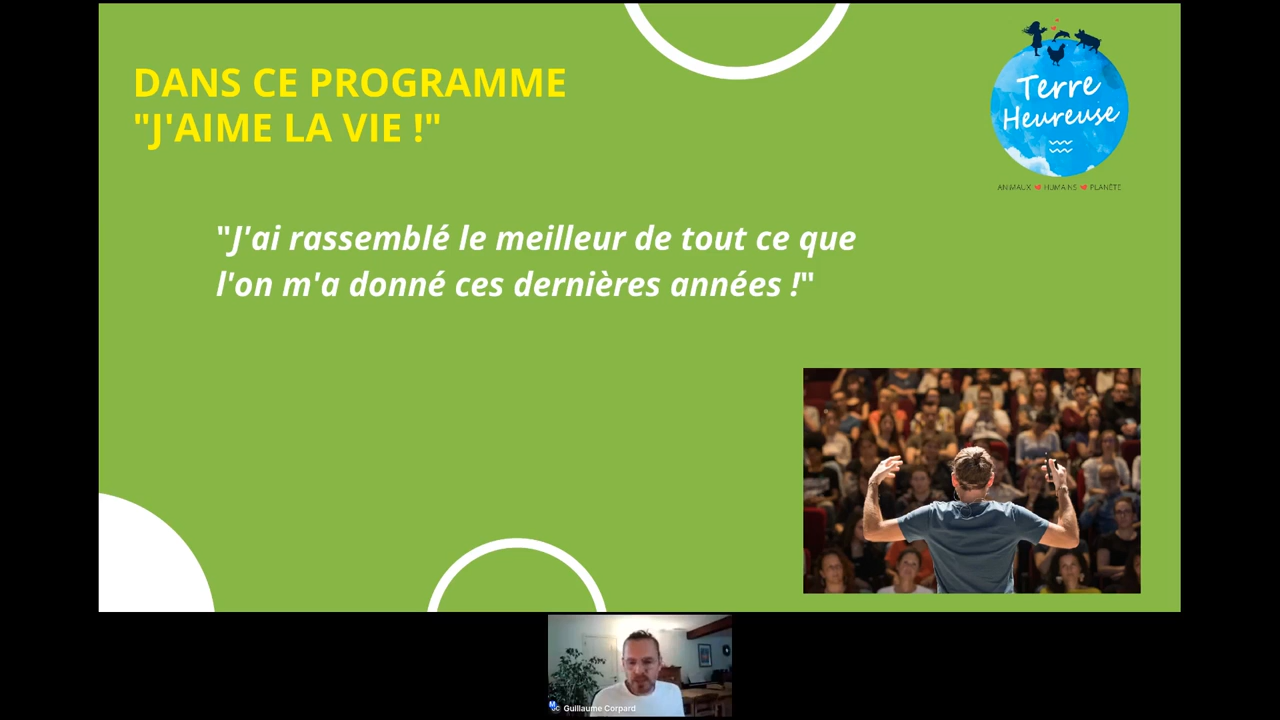 DANS CE PROGRAMME
"J'AIME LA VIE !"
Terre
Heureuse
ANIMAUX HUMAINS PLANÈTE
"J'ai rassemblé le meilleur de tout ce que
l'on m'a donné ces dernières années !"
Guillaume Corpard